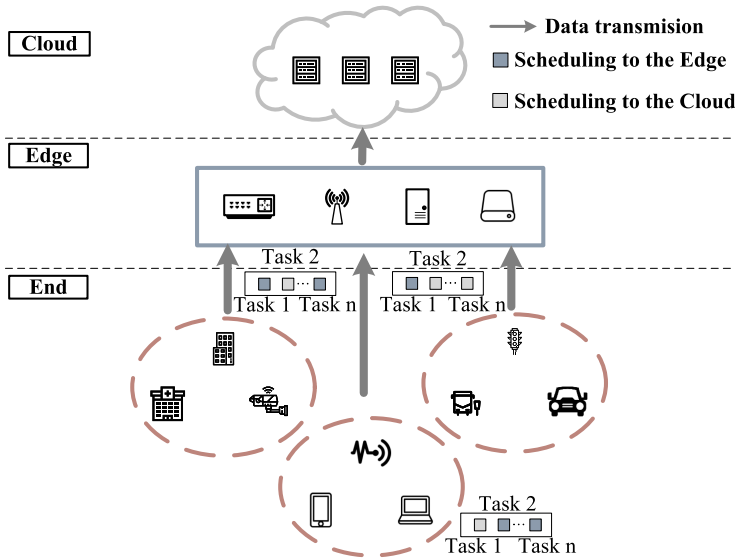 Cloud
Data transmision
Scheduling to the Edge
Scheduling to the Cloud
Edge
Task 2
...
Task 1 Task n
Task 2
...
Task 1 Task n
End
Task 2
...
Task 1 Task n